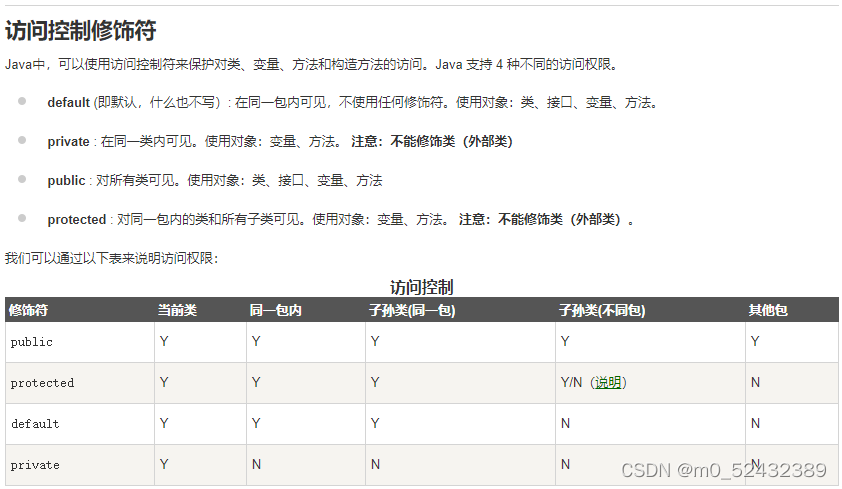 访问控制修饰符
Java中，可以使用访问控制符来保护对类、变量、方法和构造方法的访问。Java 支持 4 种不同的访问权限。
default (即默认，什么也不写）: 在同一包内可见，不使用任何修饰符。使用对象：类、接口、变量、方法。
private : 在同一类内可见。使用对象：变量、方法。 注意：不能修饰类（外部类）
public : 对所有类可见。使用对象：类、接口、变量、方法
protected : 对同一包内的类和所有子类可见。使用对象：变量、方法。 注意：不能修饰类（外部类）。
我们可以通过以下表来说明访问权限：
访问控制
修饰符 当前类 同一包内 子孙类(同一包) 子孙类(不同包) 其他包
public Y Y Y Y Y
protected Y Y Y Y/N（说明） N
default Y Y Y N N
private Y N N N N
CSDN @m0_52432389